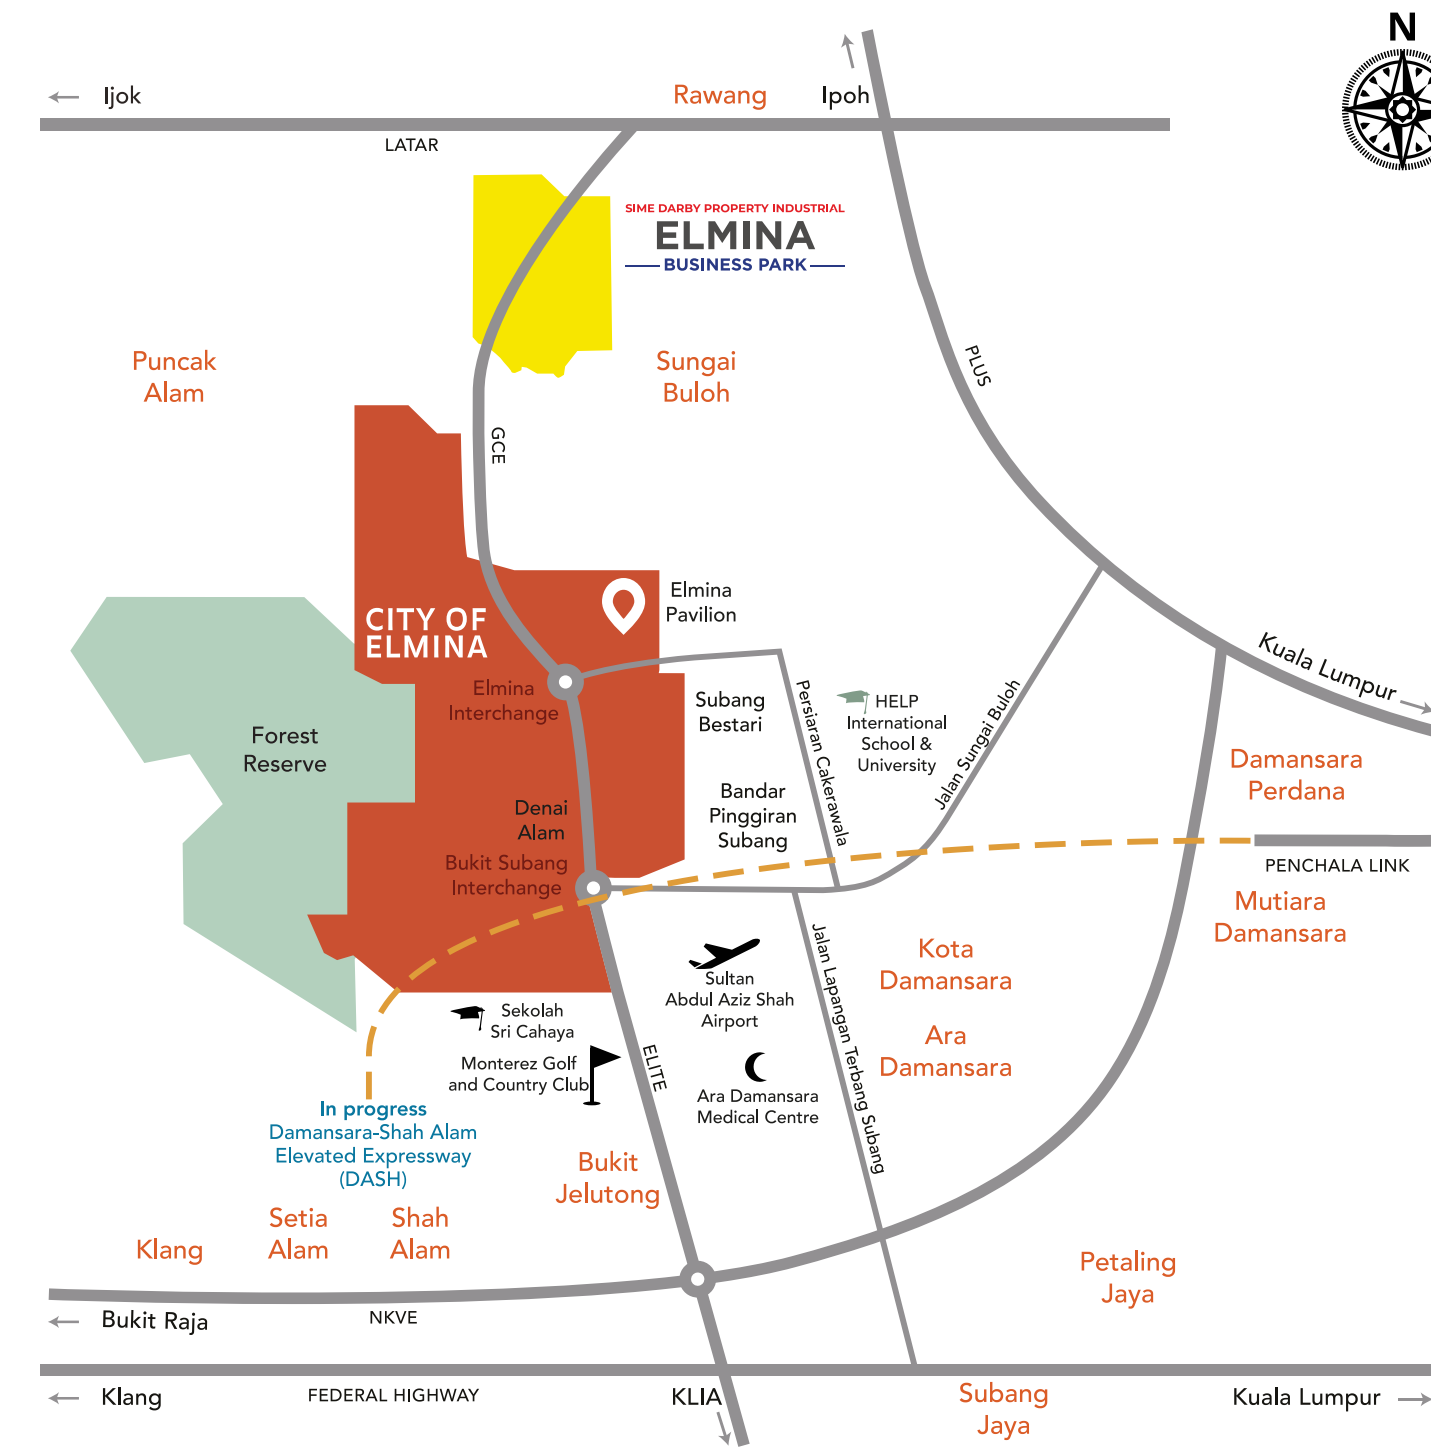 N
Ijok
Rawang
Ipoh
LATAR
SIME DARBY PROPERTY INDUSTRIAL
ELMINA
BUSINESS PARK
PLUS
Puncak
Alam
Sungai
Buloh
GCE
CITY OF
ELMINA
Elmina
Pavilion
Kuala Lumpur
Elmina
Interchange
Subang
Bestari
Persiaran Cakerawala
HELP
International
School &
University
Jalan Sungai Buloh
Forest
Reserve
Damansara
Perdana
Denai
Alam
Bandar
Pinggiran
Subang
Bukit Subang
Interchange
PENCHALA LINK
Mutiara
Damansara
Sultan
Abdul Aziz Shah
Airport
Jalan Lapangan Terbang Subang
Kota
Damansara
Sekolah
Sri Cahaya
Ara
Damansara
Monterez Golf
and Country Club
ELITE
Ara Damansara
Medical Centre
In progress
Damansara-Shah Alam
Elevated Expressway
(DASH)
Bukit
Jelutong
Klang
Setia
Alam
Shah
Alam
Petaling
Jaya
Bukit Raja
NKVE
Klang
FEDERAL HIGHWAY
KLIA
Subang
Jaya
Kuala Lumpur